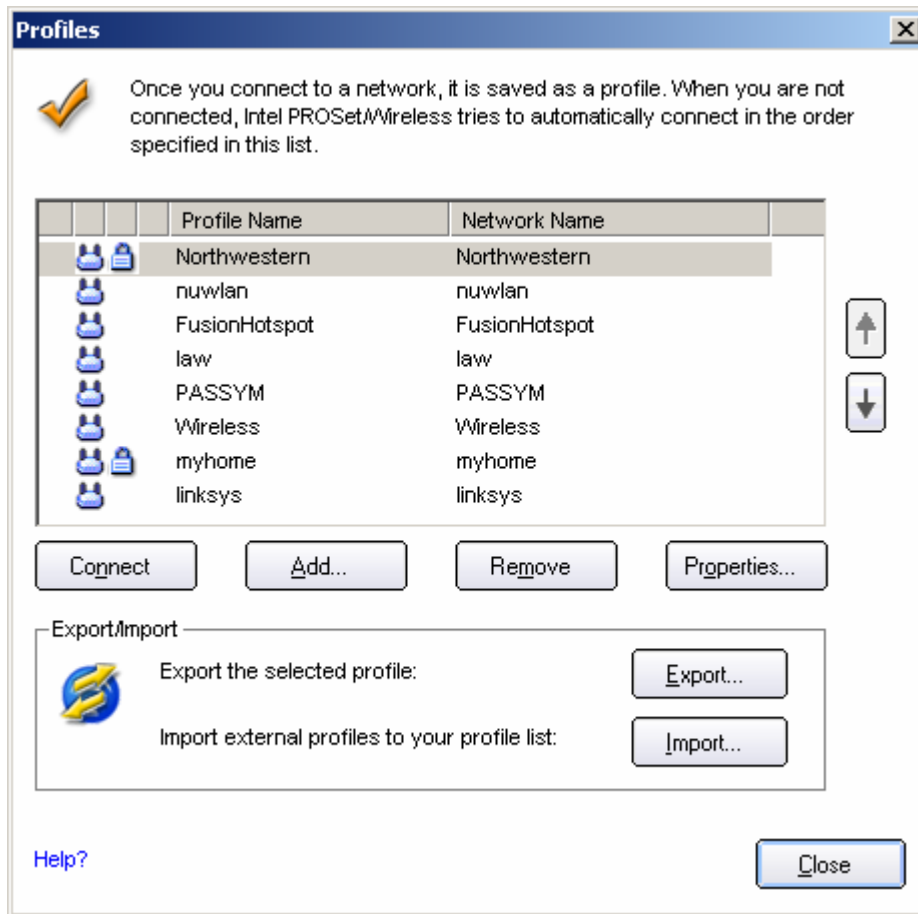 Profiles
Once you connect to a network, it is saved as a profile. When you are not
connected, Intel PROSet/Wireless tries to automatically connect in the order
specified in this list.
Profile Name Network Name
Northwestern Northwestern
nuwlan nuwlan
FusionHotspot FusionHotspot
law law
PASSYM PASSYM
Wireless Wireless
myhome myhome
linksys linksys
Connect Add... Remove Properties...
Export/Import
Export the selected profile: Export...
Import external profiles to your profile list: Import...
Help? Close